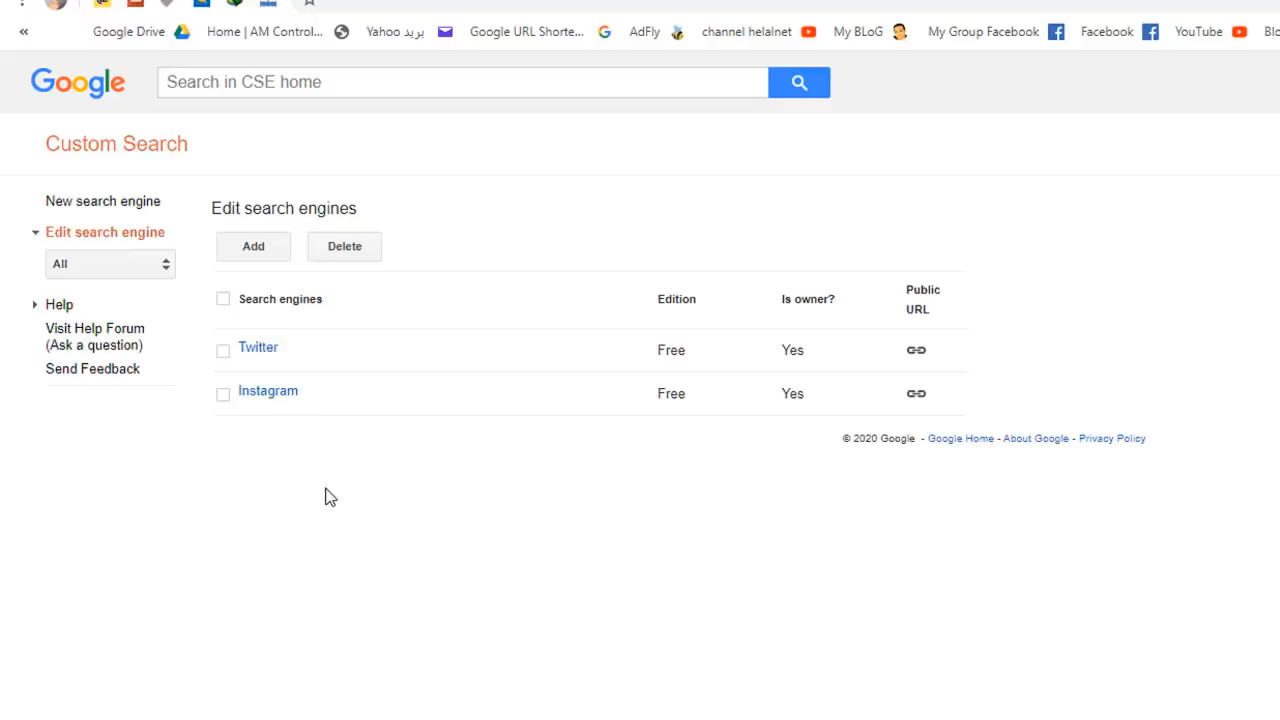 « Google Drive Home | AM Control... Yahoo بريد Google URL Shorte... AdFly channel helalnet My BLoG My Group Facebook Facebook YouTube Blo
Google Search in CSE home
Custom Search
New search engine
Edit search engine
All
Help
Visit Help Forum
(Ask a question)
Send Feedback
Edit search engines
Add Delete
Search engines Edition Is owner? Public
URL
Twitter Free Yes
Instagram Free Yes
© 2020 Google - Google Home - About Google - Privacy Policy